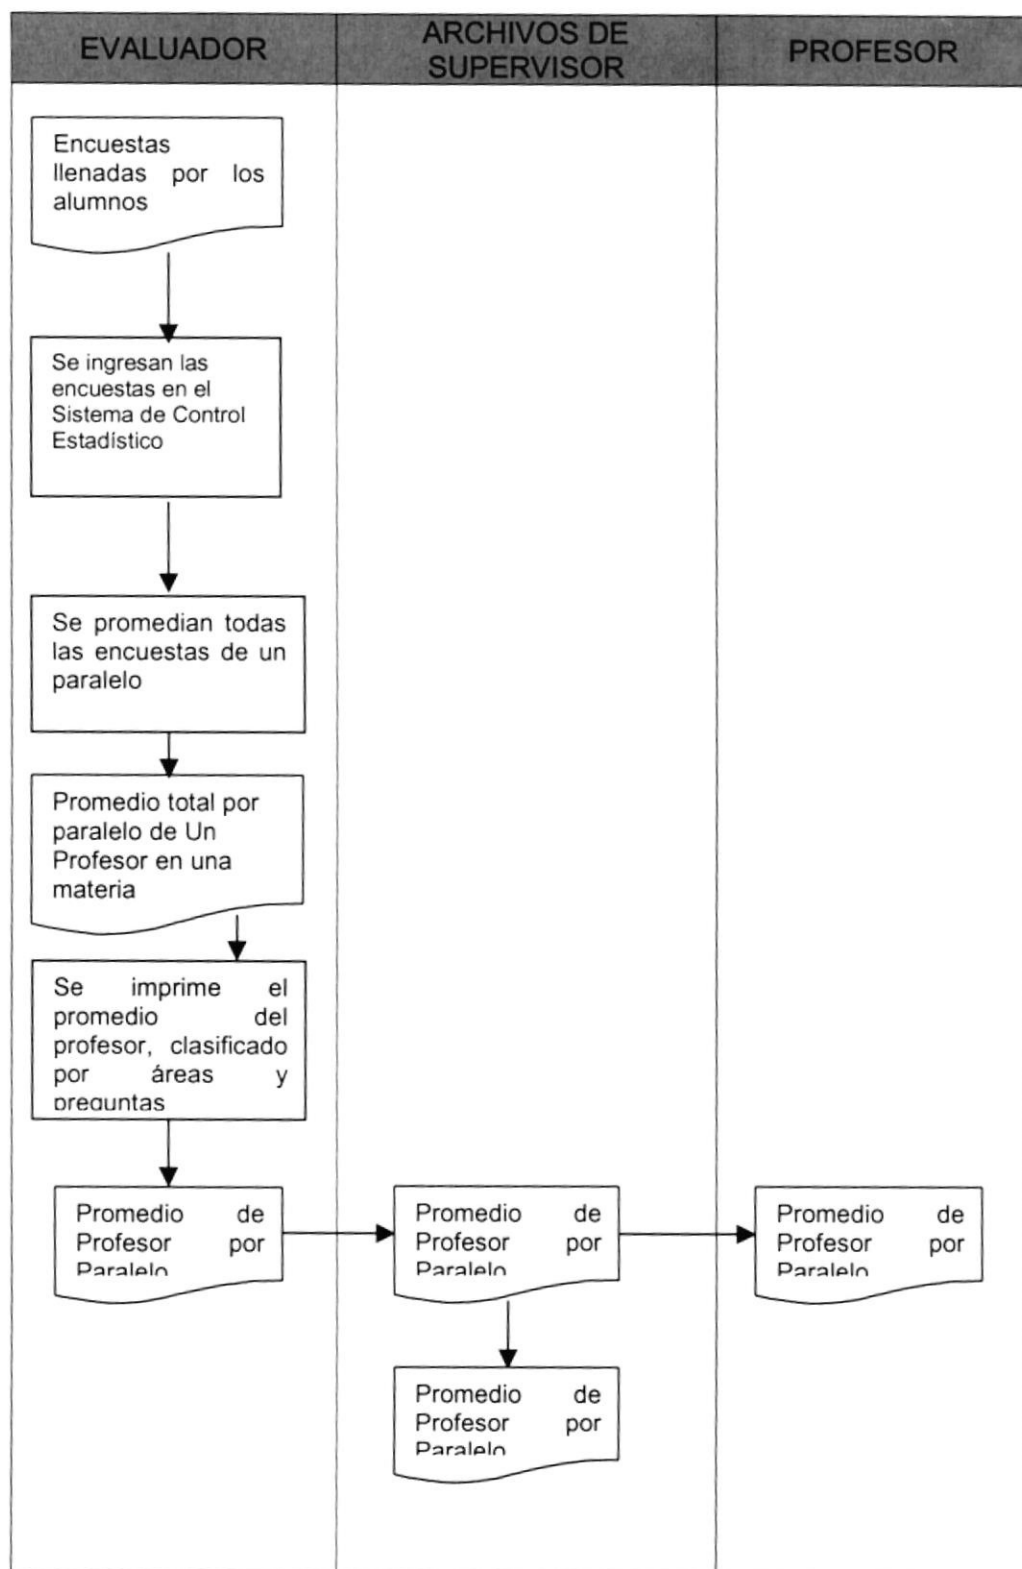 EVALUADOR
ARCHIVOS DE
SUPERVISOR
PROFESOR
Encuestas
llenadas por los
alumnos
Se ingresan las
encuestas en el
Sistema de Control
Estadístico
Se promedian todas
las encuestas de un
paralelo
Promedio total por
paralelo de Un
Profesor en una
materia
Se imprime el
promedio del
profesor, clasificado
por áreas y
preguntas
Promedio de
Profesor por
Paralelo
Promedio de
Profesor por
Paralelo
Promedio de
Profesor por
Paralelo
Promedio de
Profesor por
Paralelo